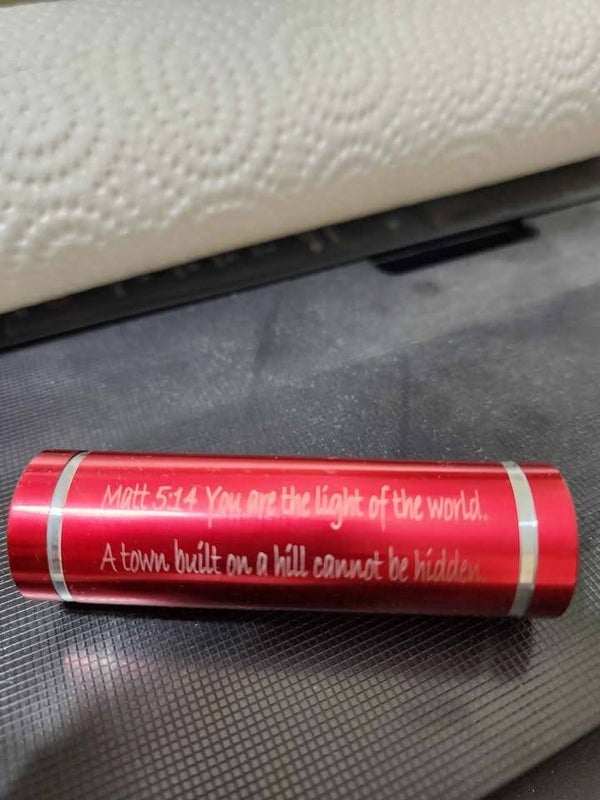 Matt 5:14 You are the light of the world.
A town built on a hill cannot be hidden.